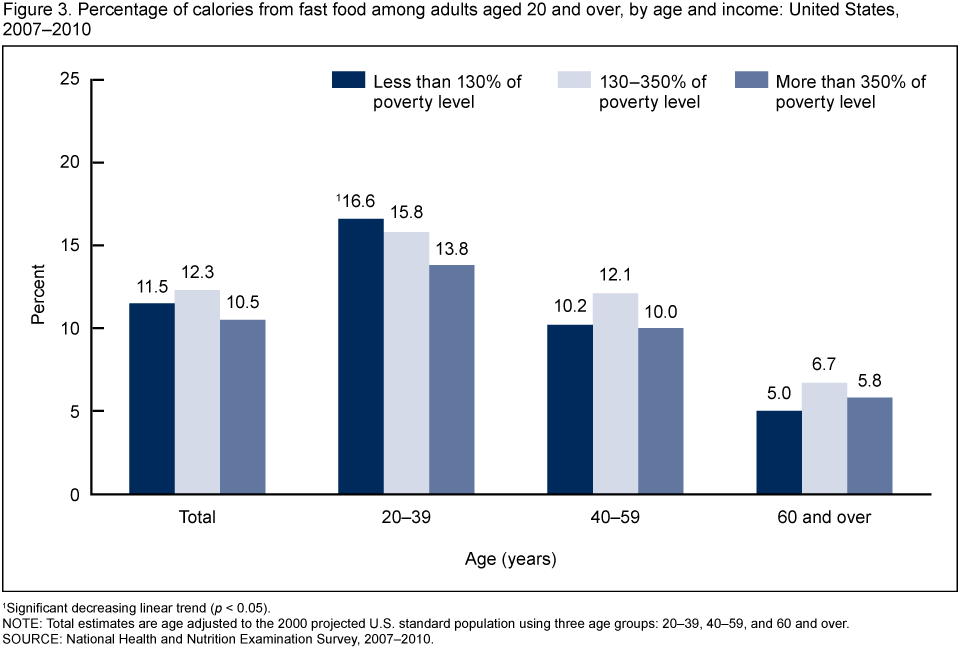 Figure 3. Percentage of calories from fast food among adults aged 20 and over, by age and income: United States,
2007–2010
Less than 130% of
poverty level
130–350% of
poverty level
More than 350% of
poverty level
25
20
15
10
5
0
Percent
11.5
12.3
10.5
¹16.6
15.8
13.8
10.2
12.1
10.0
5.0
6.7
5.8
Total
20–39
40–59
60 and over
Age (years)
¹Significant decreasing linear trend (p < 0.05).
NOTE: Total estimates are age adjusted to the 2000 projected U.S. standard population using three age groups: 20–39, 40–59, and 60 and over.
SOURCE: National Health and Nutrition Examination Survey, 2007–2010.